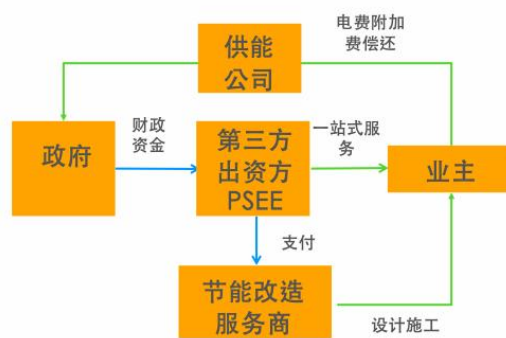 供能
公司
电费附加
费偿还
政府
财政
资金
第三方
出资方
PSEE
一站式服
务
业主
支付
节能改造
服务商
设计施工